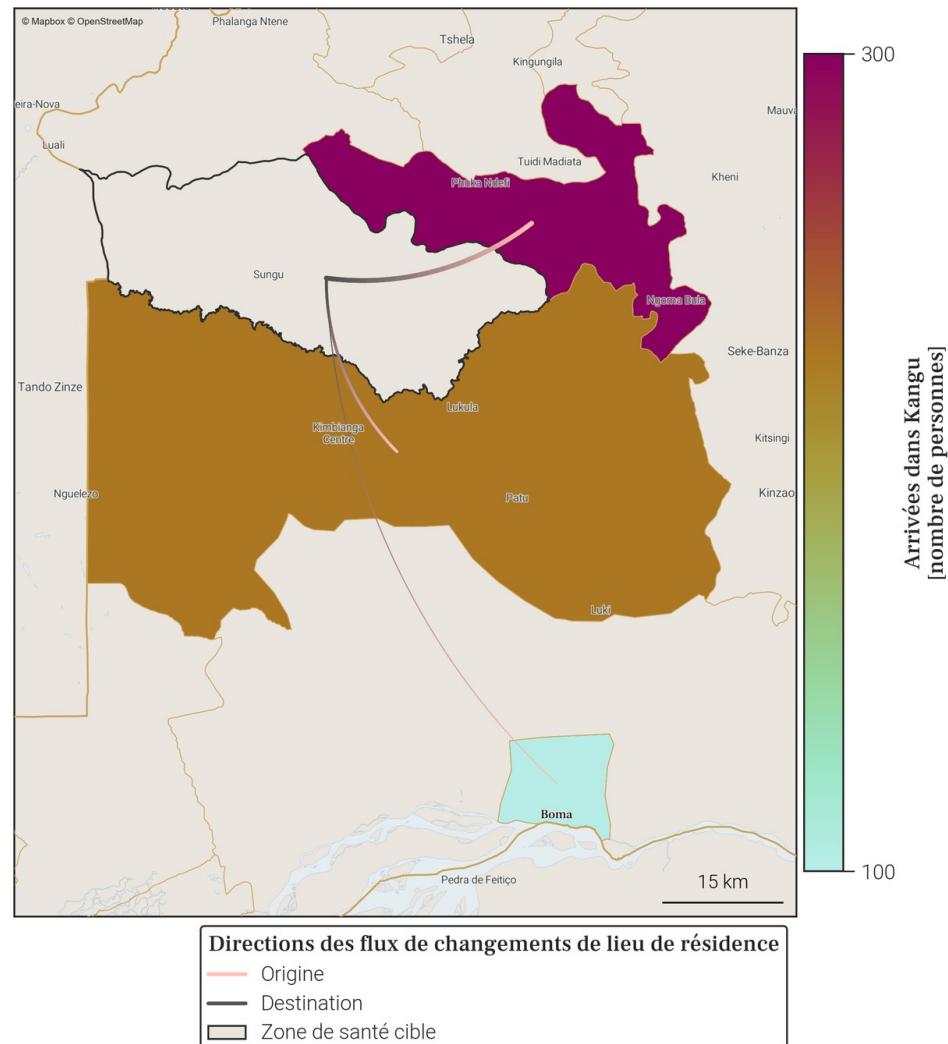 © Mapbox © OpenStreetMap
Phalanga Ntene
Tshela
Kingungila
eira-Nova
Mauva
Luali
Tuidi Madiata
Kheni
Phuka Ndefi
Sungu
Ngoma Bula
Seke-Banza
Tando Zinze
Lukula
Kimbianga
Centre
Kitsingi
Nguelezo
Patu
Kinzao
Luki
Boma
Pedra de Feitiço
15 km
300
100
Arrivées dans Kangu
[nombre de personnes]
Directions des flux de changements de lieu de résidence
Origine
Destination
Zone de santé cible